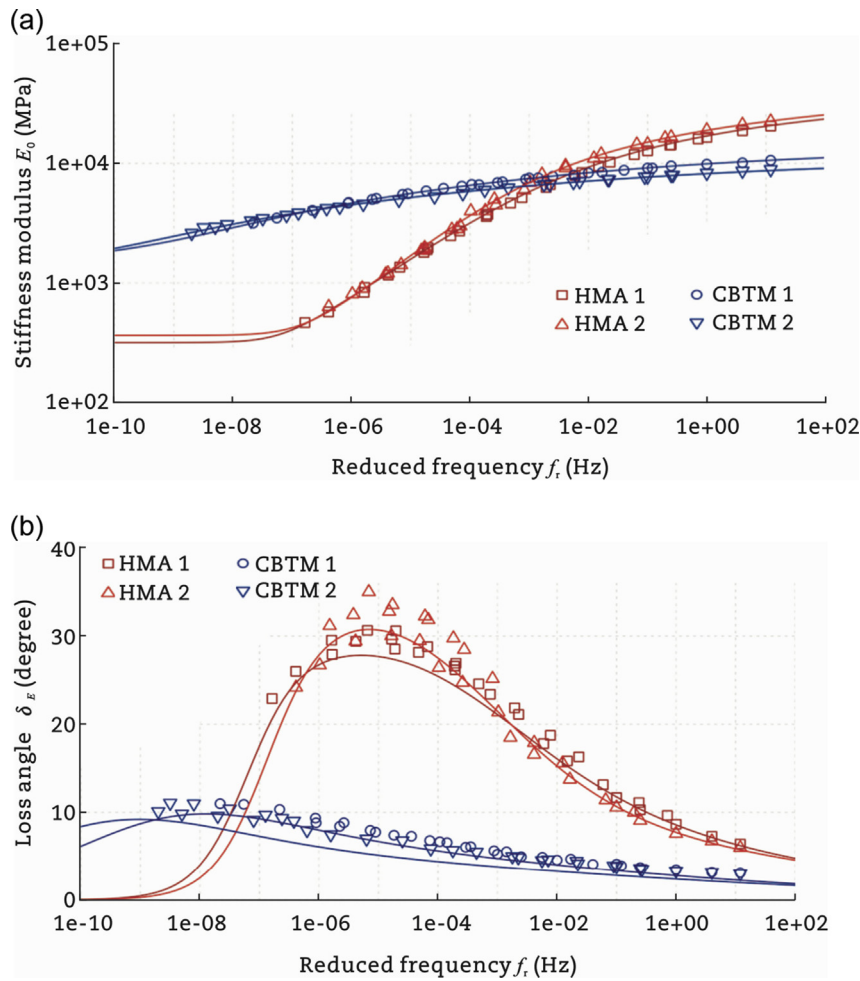 (a)
1e+05
1e+04
1e+03
1e+02
Stiffness modulus E₀ (MPa)
HMA 1 CBTM 1
HMA 2 CBTM 2
1e-10 1e-08 1e-06 1e-04 1e-02 1e+00 1e+02
Reduced frequency fᵣ (Hz)
(b)
40
30
20
10
0
Loss angle δ E (degree)
HMA 1 CBTM 1
HMA 2 CBTM 2
1e-10 1e-08 1e-06 1e-04 1e-02 1e+00 1e+02
Reduced frequency fᵣ (Hz)